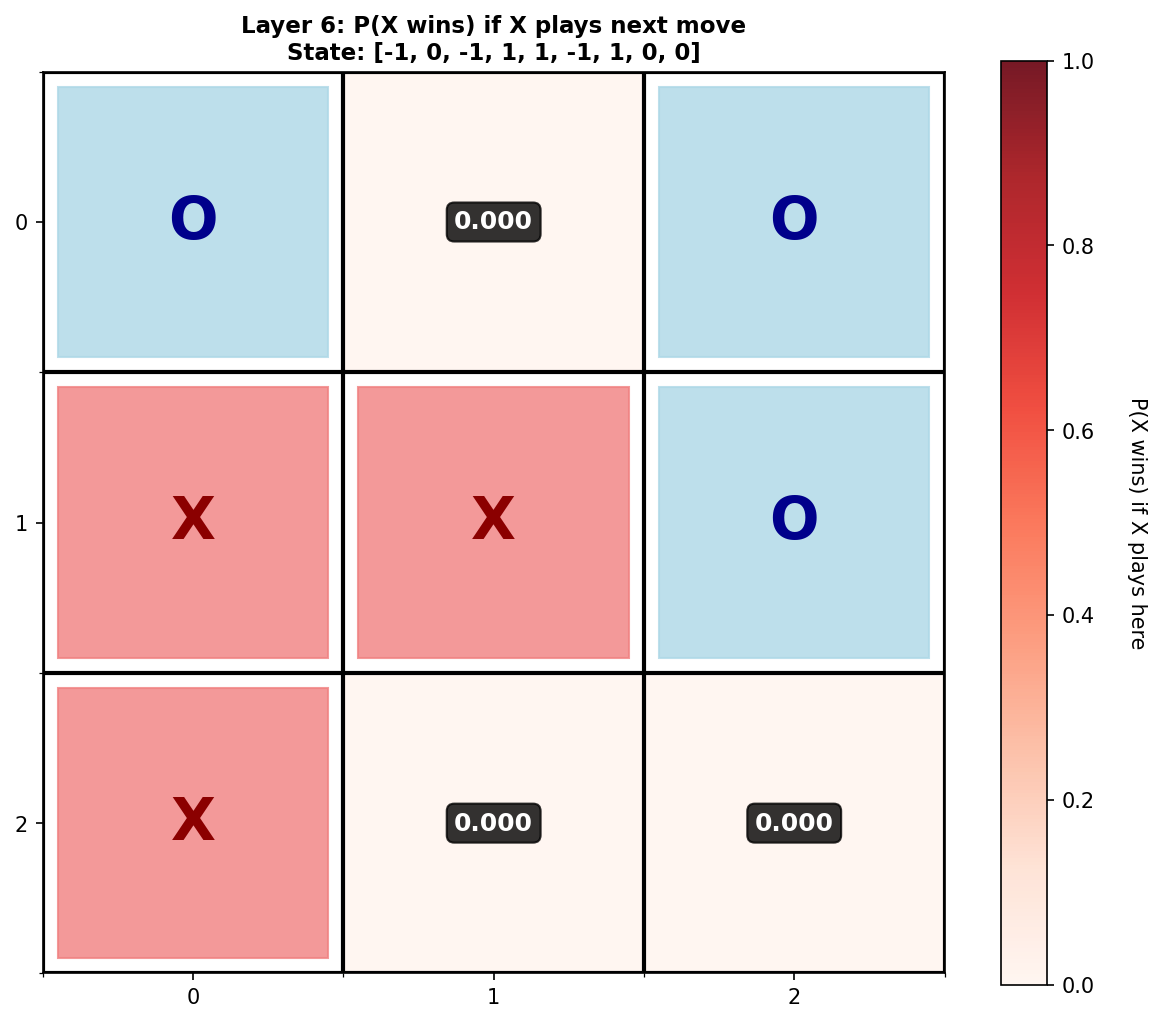 Layer 6: P(X wins) if X plays next move
State: [-1, 0, -1, 1, 1, -1, 1, 0, 0]
0
O
0.000
O
1
X
X
O
2
X
0.000
0.000
0
1
2
1.0
0.8
0.6
0.4
0.2
0.0
P(X wins) if X plays here